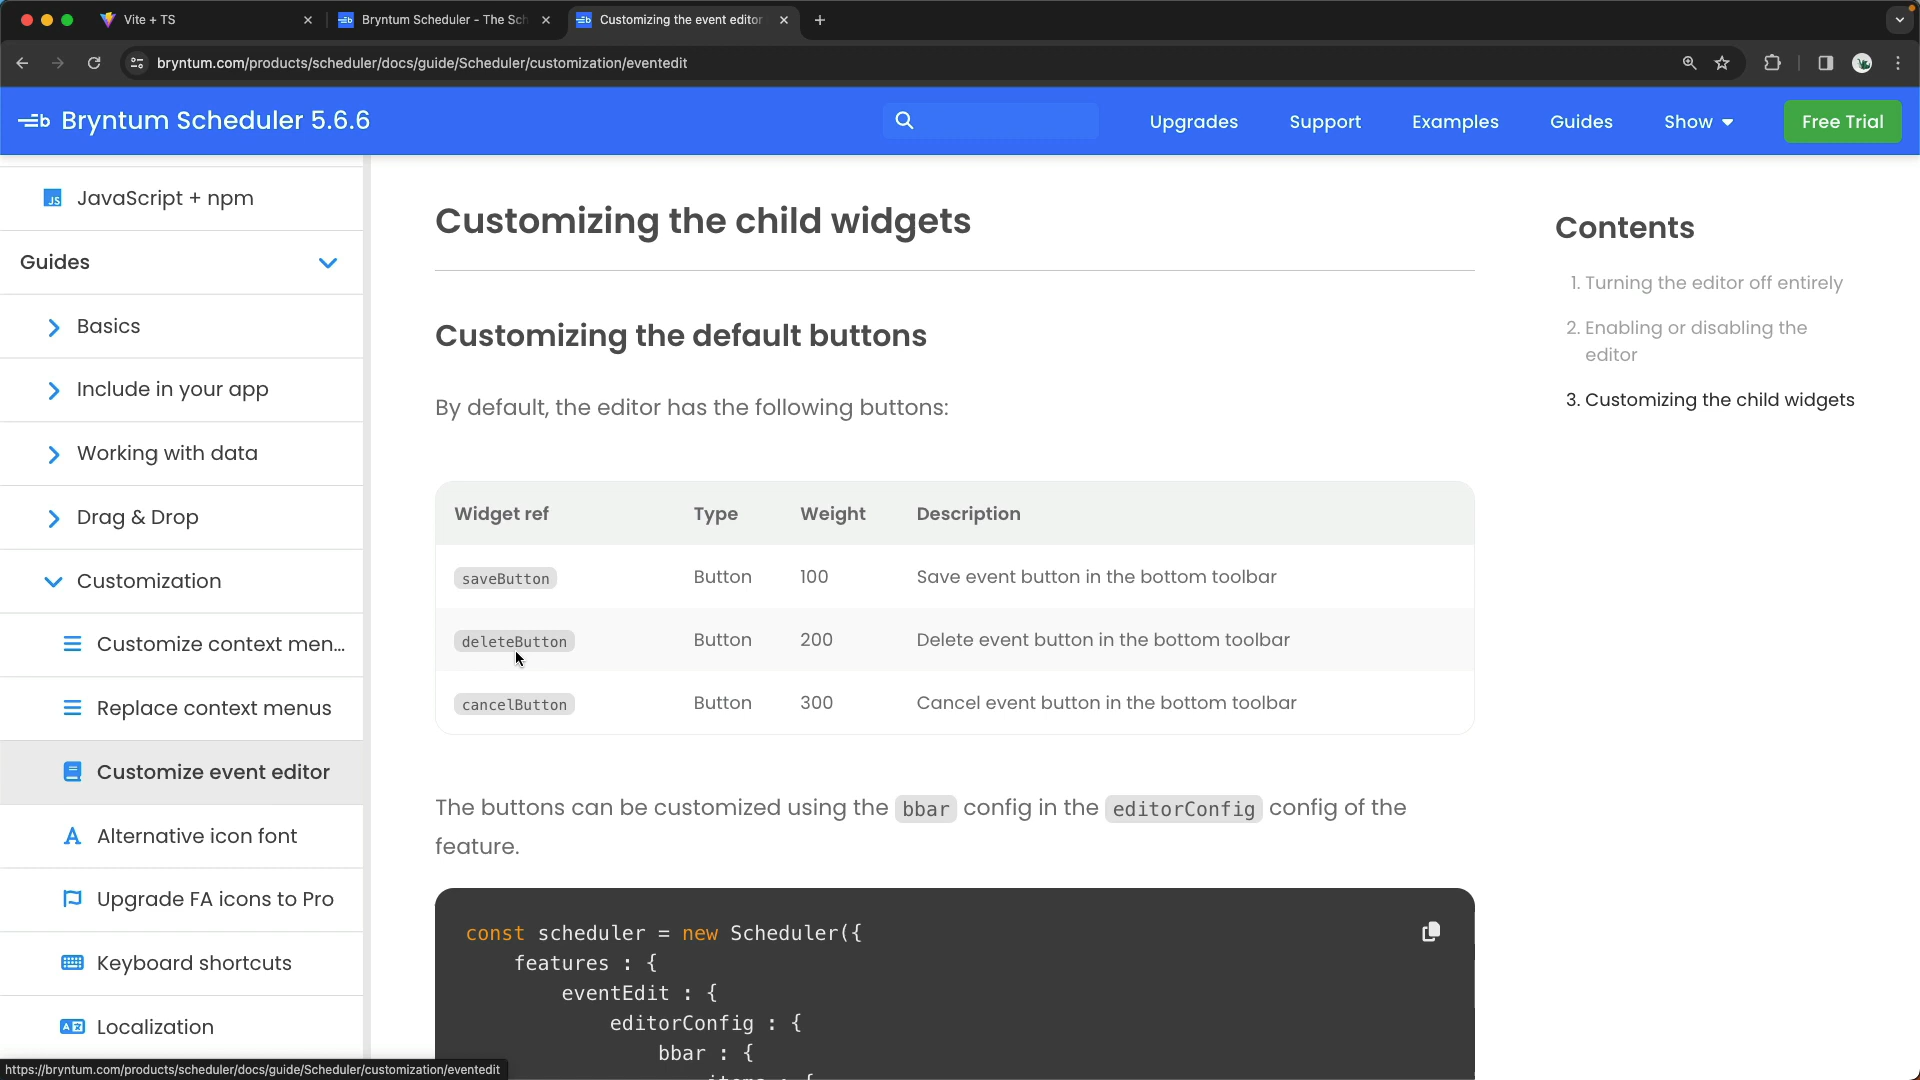 Vite + TS
Bryntum Scheduler - The Sch
Customizing the event editor
bryntum.com/products/scheduler/docs/guide/Scheduler/customization/eventedit
Bryntum Scheduler 5.6.6
Upgrades
Support
Examples
Guides
Show
Free Trial
JavaScript + npm
Guides
Basics
Include in your app
Working with data
Drag & Drop
Customization
Customize context men...
Replace context menus
Customize event editor
Alternative icon font
Upgrade FA icons to Pro
Keyboard shortcuts
Localization
Customizing the child widgets
Customizing the default buttons
By default, the editor has the following buttons:
Widget ref Type Weight Description
saveButton Button 100 Save event button in the bottom toolbar
deleteButton Button 200 Delete event button in the bottom toolbar
cancelButton Button 300 Cancel event button in the bottom toolbar
The buttons can be customized using the bbar config in the editorConfig config of the
feature.
const scheduler = new Scheduler({
features : {
eventEdit : {
editorConfig : {
bbar : {
Contents
1. Turning the editor off entirely
2. Enabling or disabling the
editor
3. Customizing the child widgets
https://bryntum.com/products/scheduler/docs/guide/Scheduler/customization/eventedit